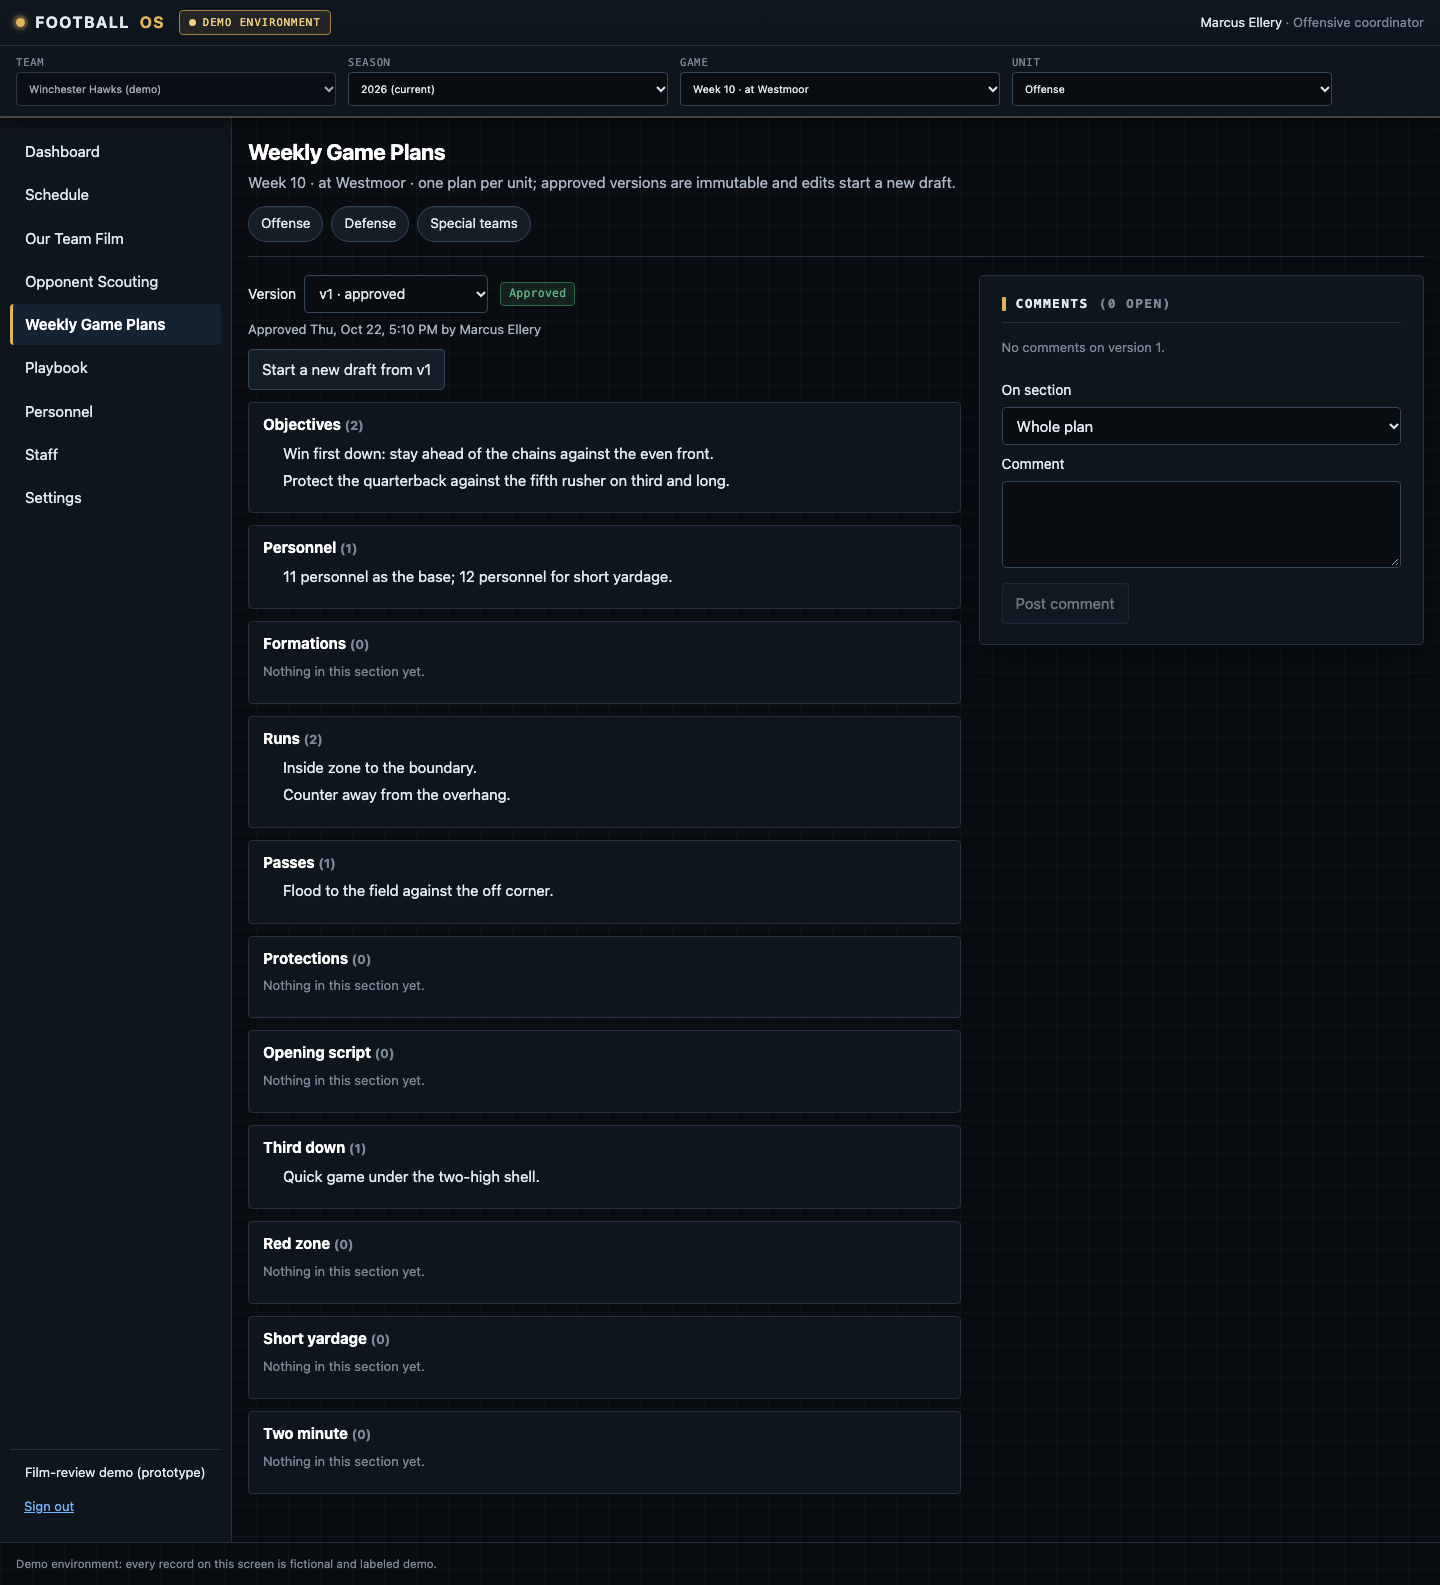 FOOTBALL OS
DEMO ENVIRONMENT
Marcus Ellery · Offensive coordinator
TEAM
Winchester Hawks (demo)
SEASON
2026 (current)
GAME
Week 10 · at Westmoor
UNIT
Offense
Dashboard
Schedule
Our Team Film
Opponent Scouting
Weekly Game Plans
Playbook
Personnel
Staff
Settings
Film-review demo (prototype)
Sign out
Weekly Game Plans
Week 10 · at Westmoor · one plan per unit; approved versions are immutable and edits start a new draft.
Offense
Defense
Special teams
Version
v1 · approved
Approved
Approved Thu, Oct 22, 5:10 PM by Marcus Ellery
Start a new draft from v1
Objectives (2)
Win first down: stay ahead of the chains against the even front.
Protect the quarterback against the fifth rusher on third and long.
Personnel (1)
11 personnel as the base; 12 personnel for short yardage.
Formations (0)
Nothing in this section yet.
Runs (2)
Inside zone to the boundary.
Counter away from the overhang.
Passes (1)
Flood to the field against the off corner.
Protections (0)
Nothing in this section yet.
Opening script (0)
Nothing in this section yet.
Third down (1)
Quick game under the two-high shell.
Red zone (0)
Nothing in this section yet.
Short yardage (0)
Nothing in this section yet.
Two minute (0)
Nothing in this section yet.
COMMENTS (0 OPEN)
No comments on version 1.
On section
Whole plan
Comment
Post comment
Demo environment: every record on this screen is fictional and labeled demo.